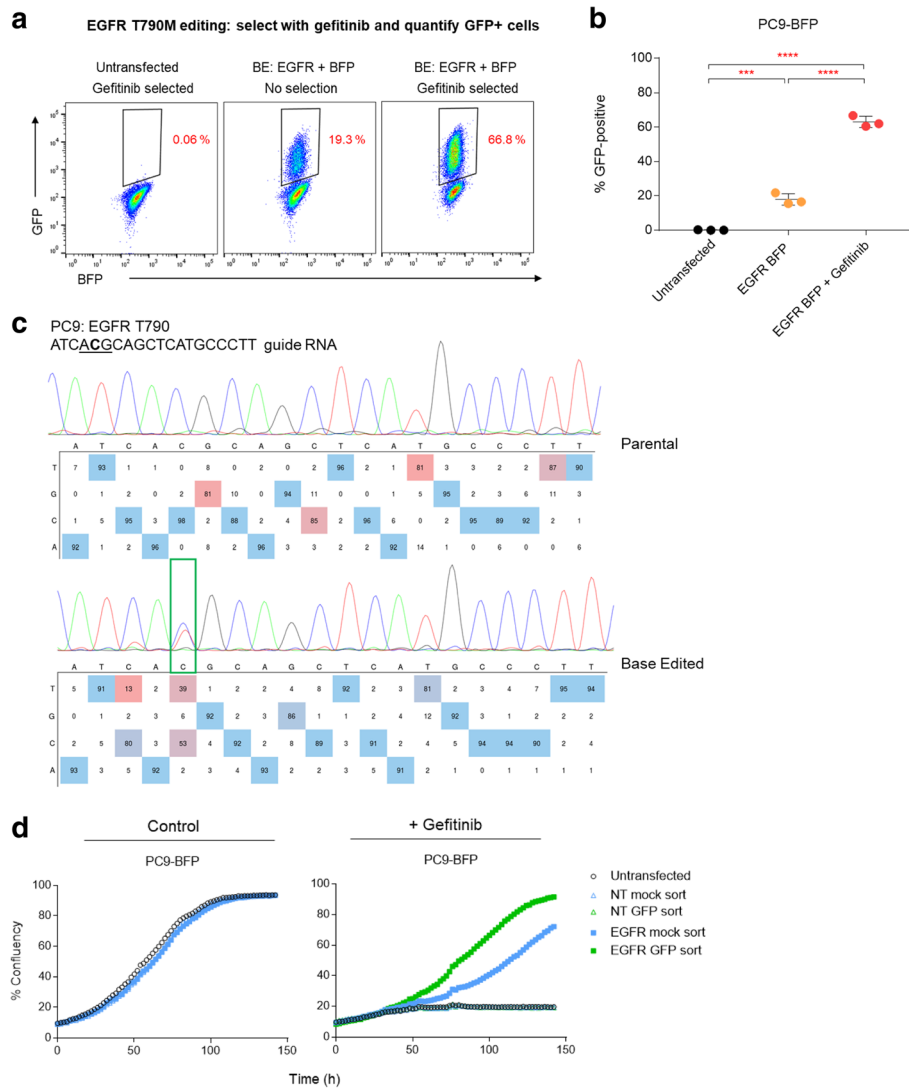 a
EGFR T790M editing: select with gefitinib and quantify GFP+ cells
Untransfected
Gefitinib selected
BE: EGFR + BFP
No selection
BE: EGFR + BFP
Gefitinib selected
0.06 %
19.3 %
66.8 %
GFP
BFP
b
PC9-BFP
****
*** ****
% GFP-positive
100
80
60
40
20
0
Untransfected
EGFR BFP
EGFR BFP + Gefitinib
c
PC9: EGFR T790
ATCACGCAGCTCATGCCCTT guide RNA
Parental
A T C A C G C A G C T C A T G C C C T T
T 7 93 1 1 0 8 0 2 0 2 96 2 1 81 3 3 2 2 87 90
G 0 1 2 0 2 81 10 0 94 11 0 0 1 5 95 2 3 6 11 3
C 1 5 95 3 98 2 88 2 4 85 2 96 6 0 2 95 89 92 2 1
A 92 1 2 96 0 8 2 96 3 3 2 2 92 14 1 0 6 0 0 6
Base Edited
A T C A C G C A G C T C A T G C C C T T
T 5 91 13 2 39 1 2 2 4 8 92 2 3 81 2 3 4 7 95 94
G 0 1 2 3 6 92 2 3 86 1 1 2 4 12 92 3 1 2 2 2
C 2 5 80 3 53 4 92 2 8 89 3 91 2 4 5 94 94 90 2 4
A 93 3 5 92 2 3 4 93 2 2 3 5 91 2 1 0 1 1 1 1
d
Control
+ Gefitinib
PC9-BFP
PC9-BFP
% Confluency
100
80
60
40
20
0
0 50 100 150
100
80
60
40
20
0
0 50 100 150
Time (h)
Untransfected
NT mock sort
NT GFP sort
EGFR mock sort
EGFR GFP sort